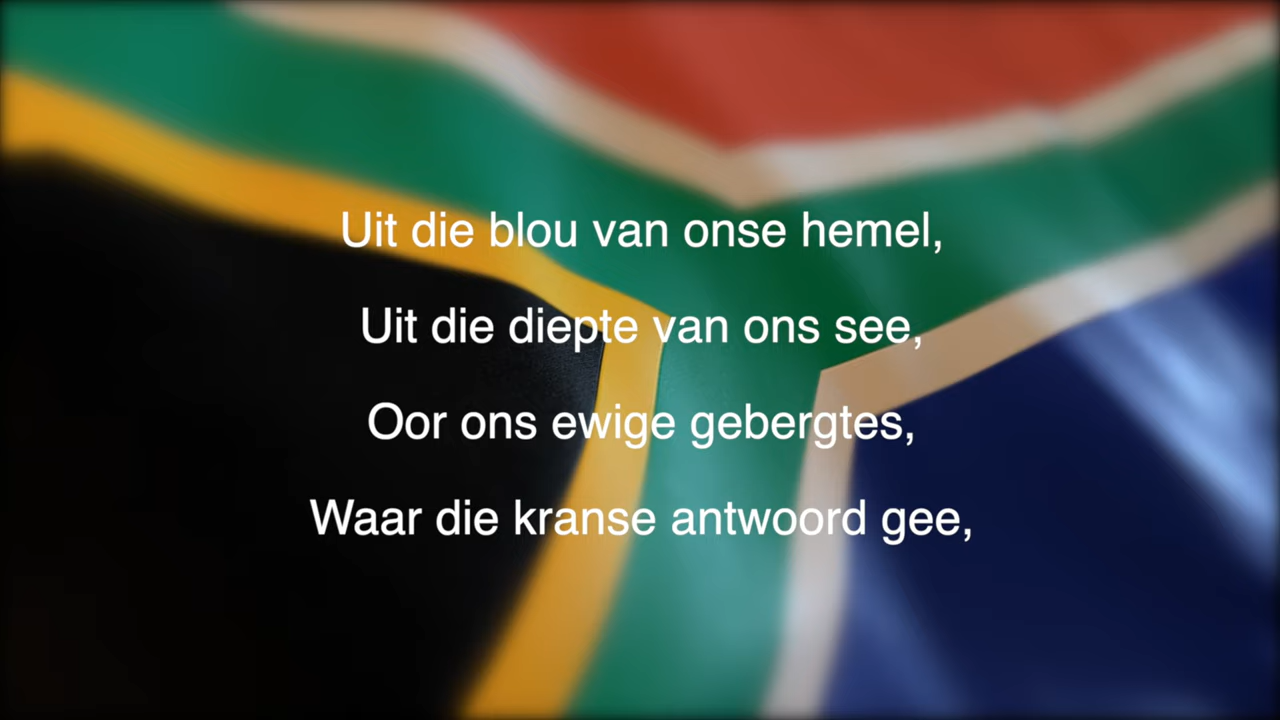 Uit die blou van onse hemel,
Uit die diepte van ons see,
Oor ons ewige gebergtes,
Waar die kranse antwoord gee,